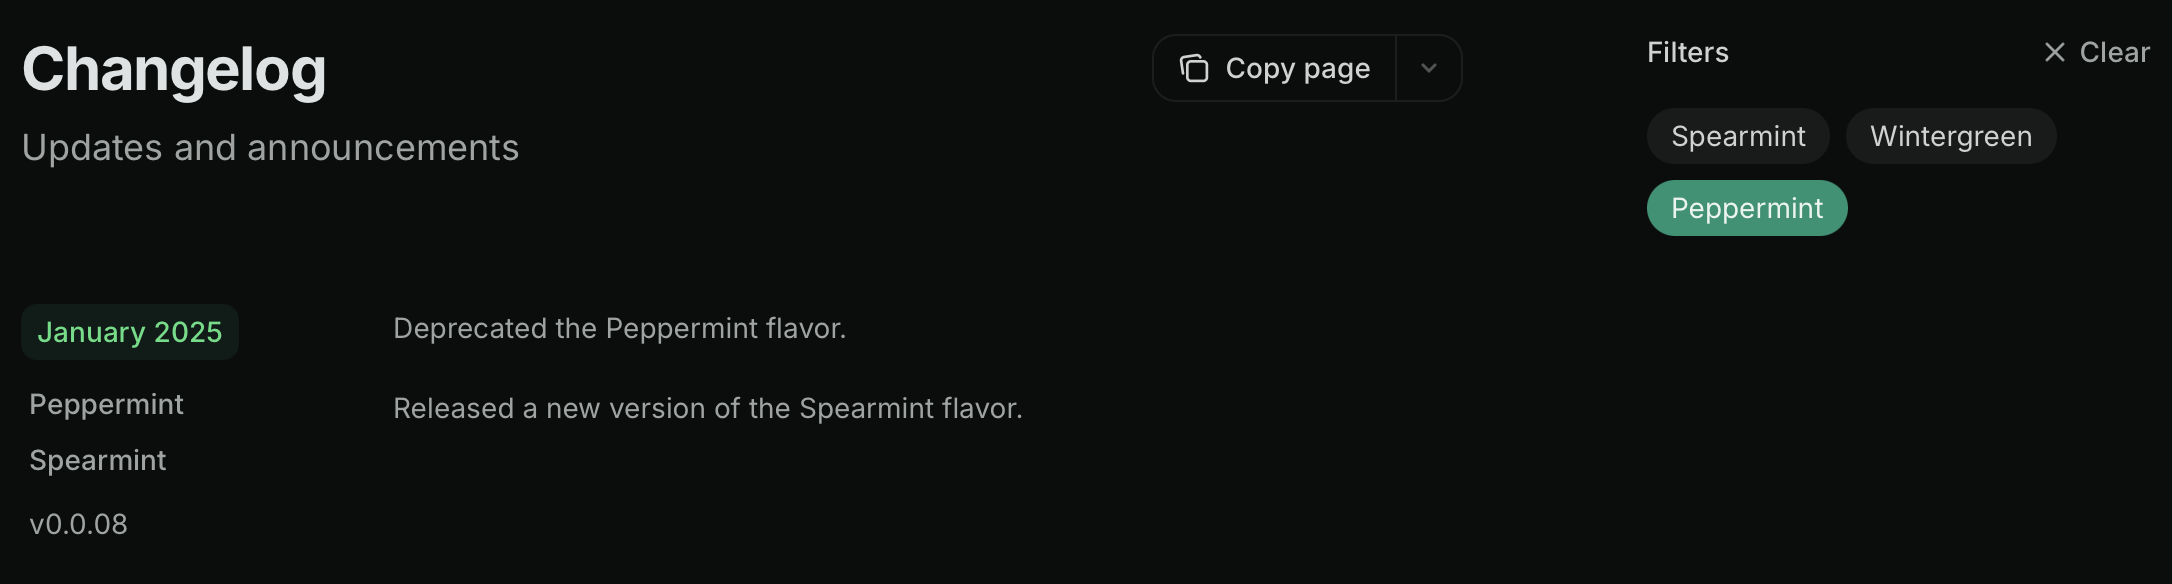 Changelog
Updates and announcements
Copy page
Filters
Clear
Spearmint
Wintergreen
Peppermint
January 2025
Peppermint
Spearmint
v0.0.08
Deprecated the Peppermint flavor.
Released a new version of the Spearmint flavor.